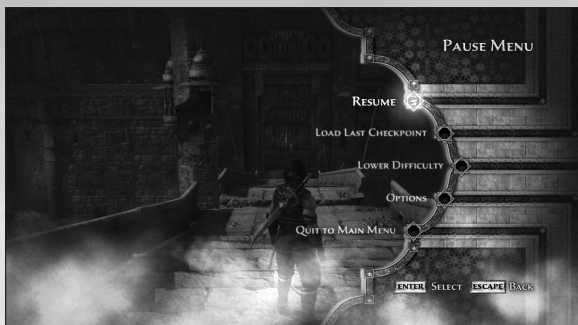 Pause Menu
Resume
Load Last Checkpoint
Lower Difficulty
Options
Quit to Main Menu
ENTER Select ESCAPE Back